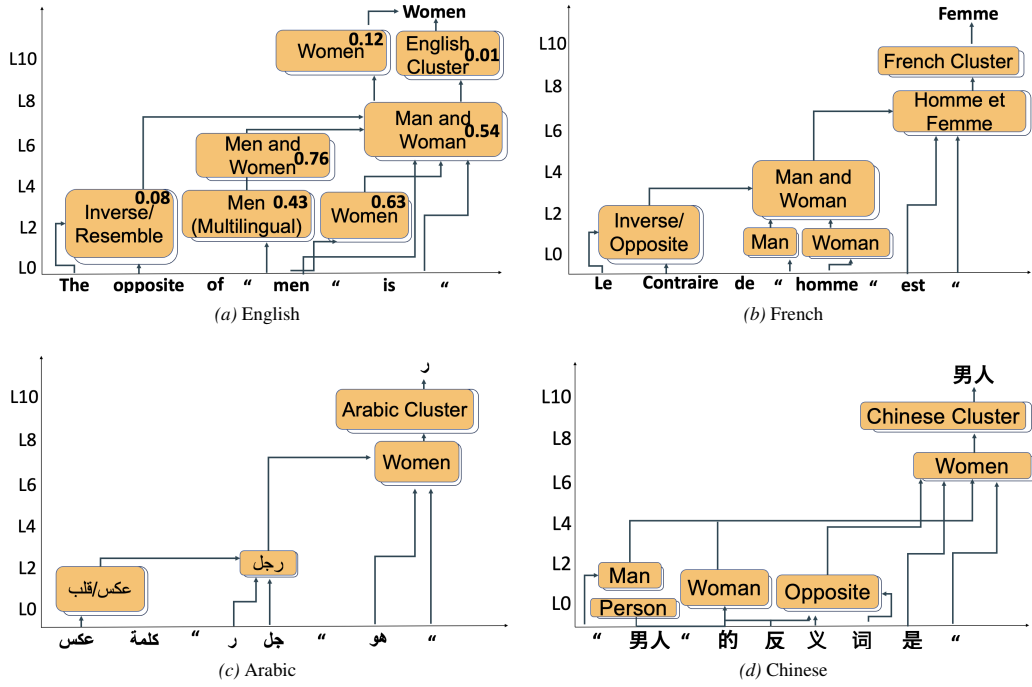 Women
L10
Women 0.12
English Cluster 0.01
L8
Man and Woman 0.54
L6
Men and Women 0.76
L4
Inverse/ Resemble 0.08
Men (Multilingual) 0.43
Women 0.63
L2
L0
The opposite of “ men “ is “
(a) English
Femme
L10
French Cluster
L8
Homme et Femme
L6
L4
Man and Woman
L2
Inverse/ Opposite
Man
Woman
L0
Le Contraire de “ homme “ est “
(b) French
ر
L10
Arabic Cluster
L8
Women
L6
L4
L2
رجل
عكس/قلب
L0
عكس كلمة “ ر جل “ هو “
(c) Arabic
男人
L10
Chinese Cluster
L8
Women
L6
L4
L2
Man
Woman
Opposite
L0
Person
“ 男人 “ 的 反 义 词 是 “
(d) Chinese